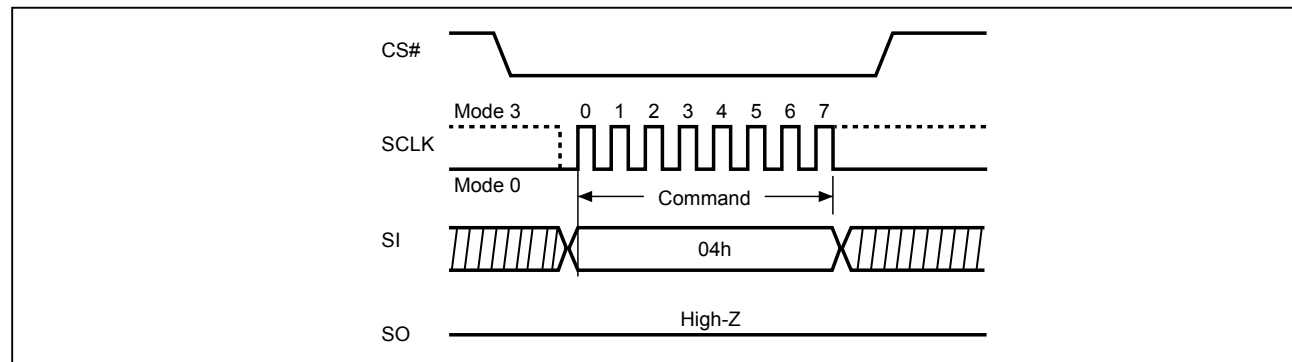 CS#
Mode 3
0 1 2 3 4 5 6 7
SCLK
Mode 0
Command
SI
04h
High-Z
SO